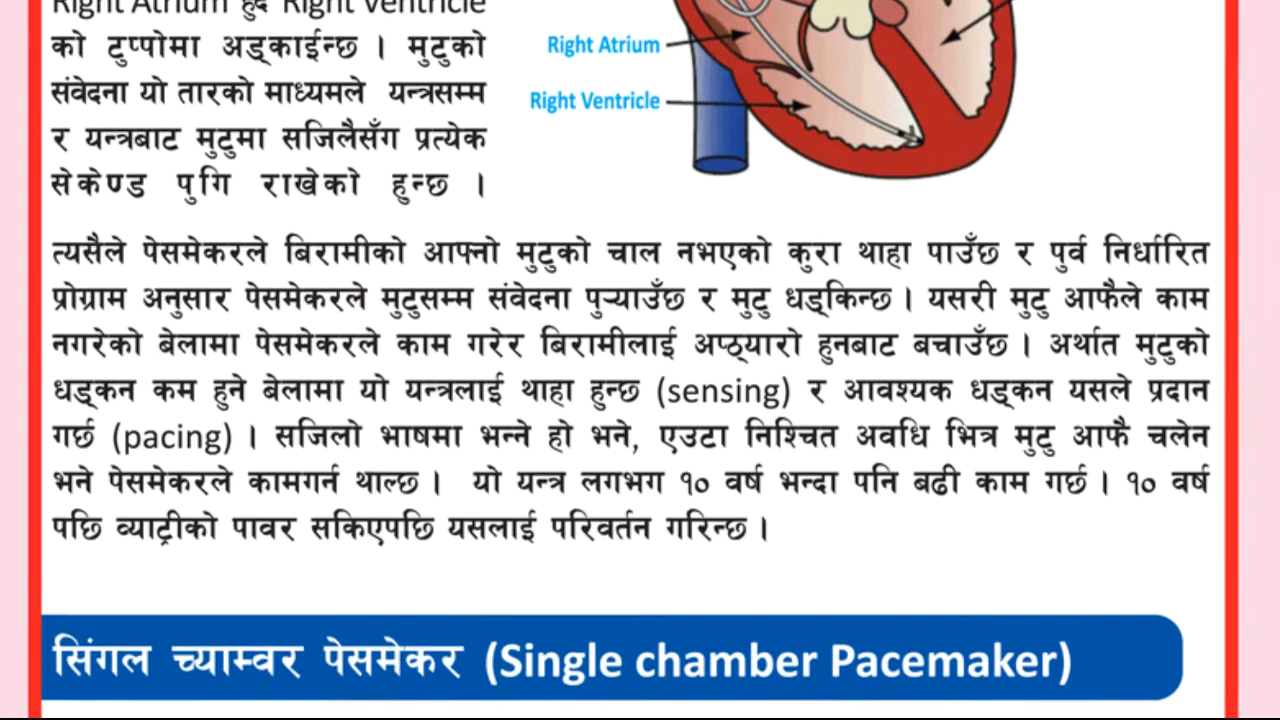 Right Atrium हुँदै Right Ventricle
को टुप्पोमा अड्काईन्छ । मुटुको
संवेदना यो तारको माध्यमले यन्त्रसम्म
र यन्त्रबाट मुटुमा सजिलैसँग प्रत्येक
सेकेण्ड पुगि राखेको हुन्छ ।
Right Atrium
Right Ventricle
त्यसैले पेसमेकरले बिरामीको आफ्नो मुटुको चाल नभएको कुरा थाहा पाउँछ र पुर्व निर्धारित
प्रोग्राम अनुसार पेसमेकरले मुटुसम्म संवेदना पुऱ्याउँछ र मुटु धड्किन्छ । यसरी मुटु आफैले काम
नगरेको बेलामा पेसमेकरले काम गरेर बिरामीलाई अप्ठ्यारो हुनबाट बचाउँछ । अर्थात मुटुको
धड्कन कम हुने बेलामा यो यन्त्रलाई थाहा हुन्छ (sensing) र आवश्यक धड्कन यसले प्रदान
गर्छ (pacing) । सजिलो भाषमा भन्ने हो भने, एउटा निश्चित अवधि भित्र मुटु आफै चलेन
भने पेसमेकरले कामगर्न थाल्छ । यो यन्त्र लगभग १० वर्ष भन्दा पनि बढी काम गर्छ । १० वर्ष
पछि व्याट्रीको पावर सकिएपछि यसलाई परिवर्तन गरिन्छ ।
सिंगल च्याम्वर पेसमेकर (Single chamber Pacemaker)